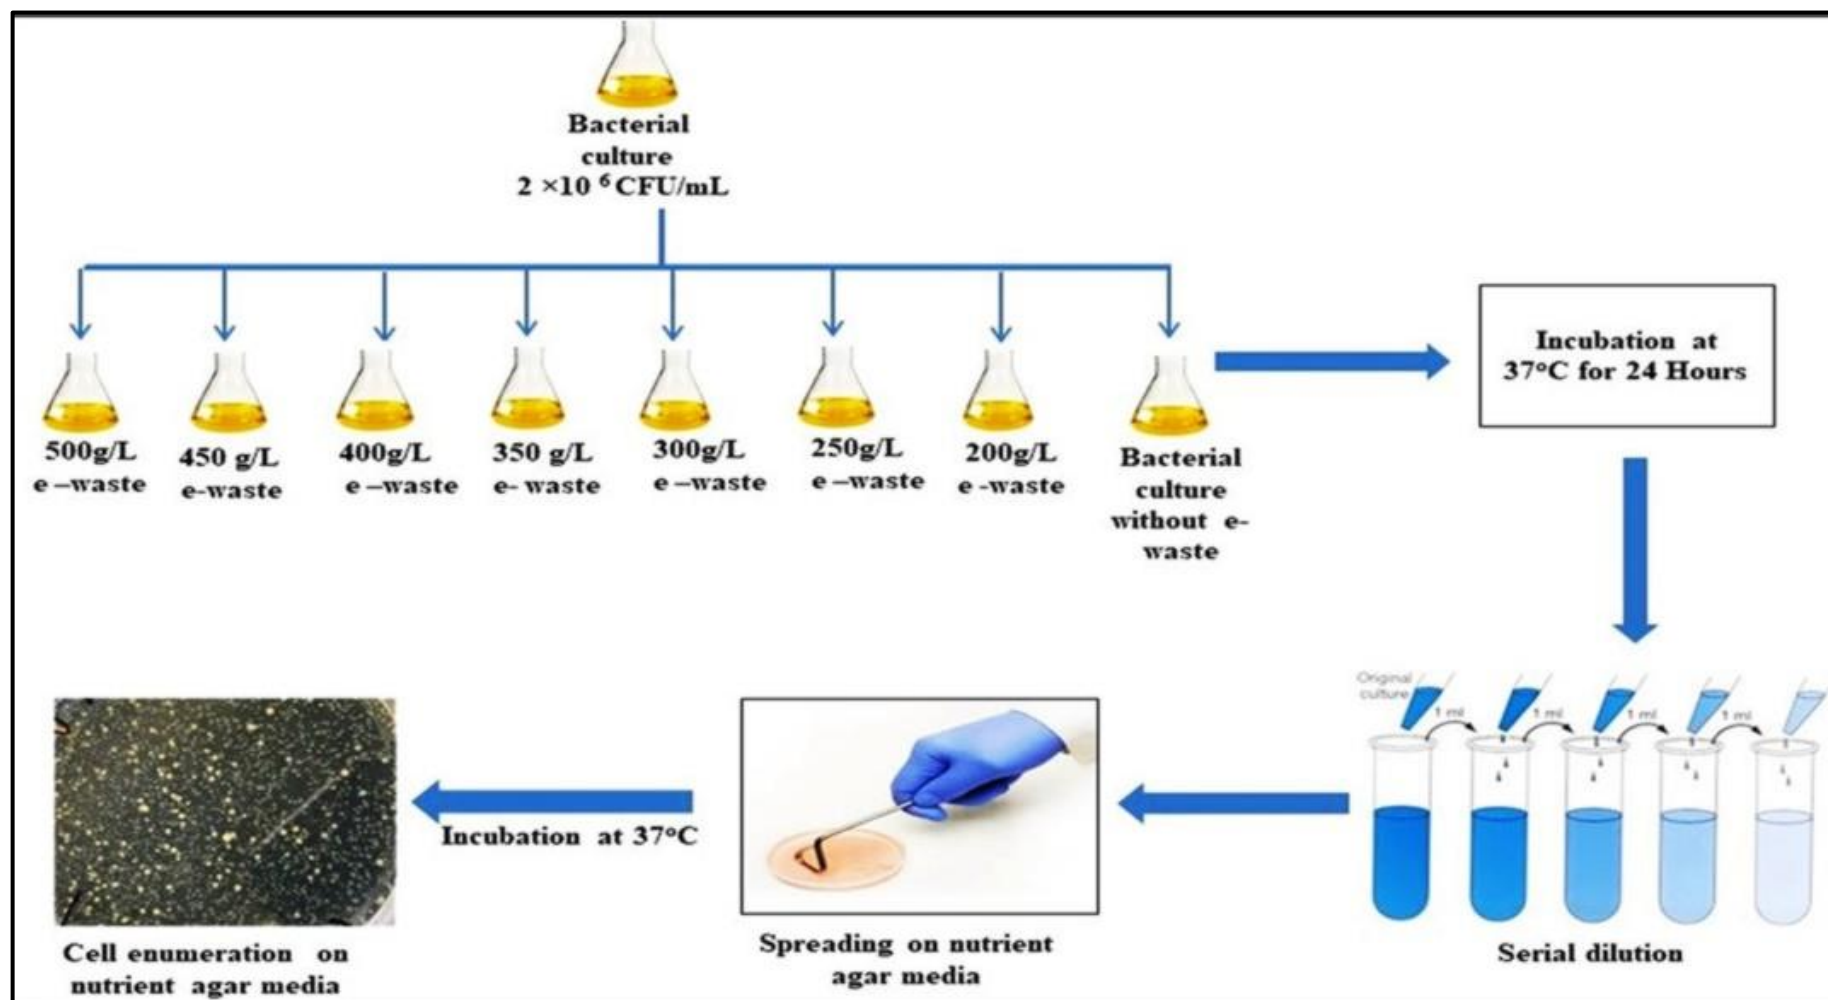 Bacterial
culture
2 ×10 ⁶ CFU/mL
500g/L
e –waste
450 g/L
e-waste
400g/L
e –waste
350 g/L
e- waste
300g/L
e –waste
250g/L
e –waste
200g/L
e -waste
Bacterial
culture
without e-
waste
Incubation at
37°C for 24 Hours
Original
culture
1 ml
1 ml
1 ml
1 ml
Serial dilution
Spreading on nutrient
agar media
Incubation at 37°C
Cell enumeration on
nutrient agar media